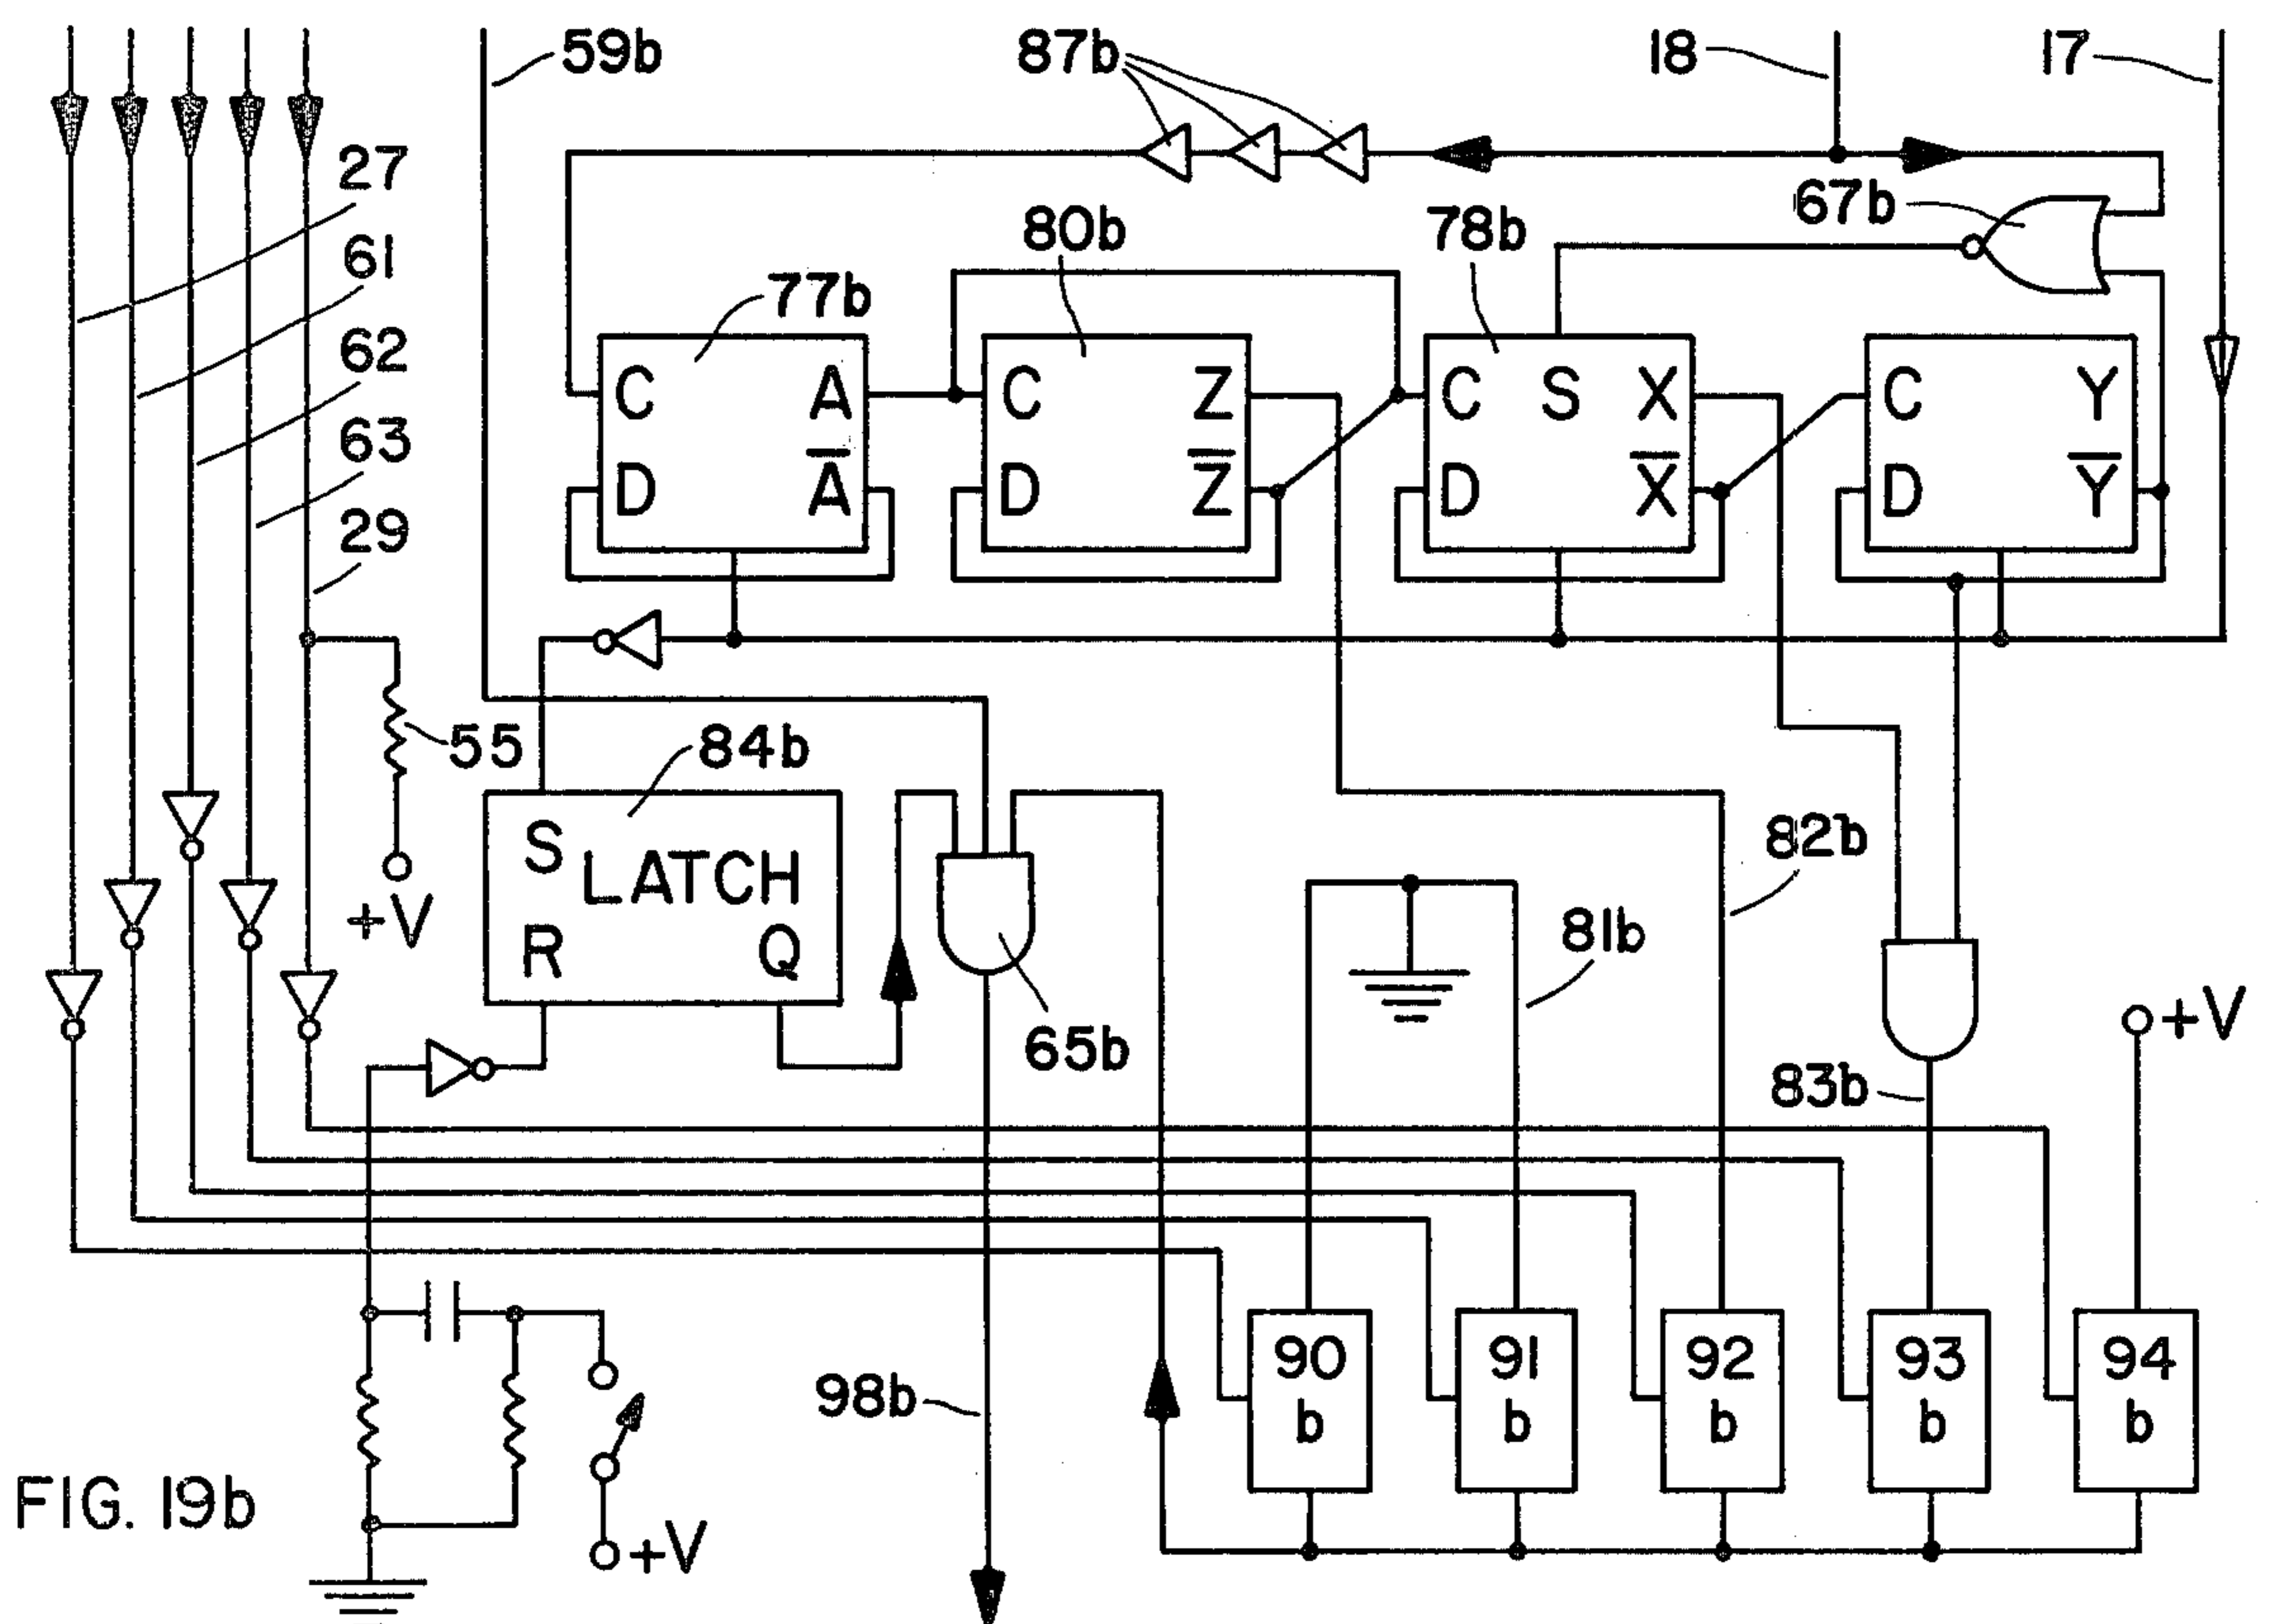 59b
87b
18
17
27
61
62
63
29
67b
80b
78b
77b
C A
D A̅
C Z
D Z̅
C S X
D X̅
C Y
D Y̅
55
+V
84b
S
LATCH
R Q
65b
82b
81b
83b
+V
98b
90
b
91
b
92
b
93
b
94
b
+V
FIG. 19b